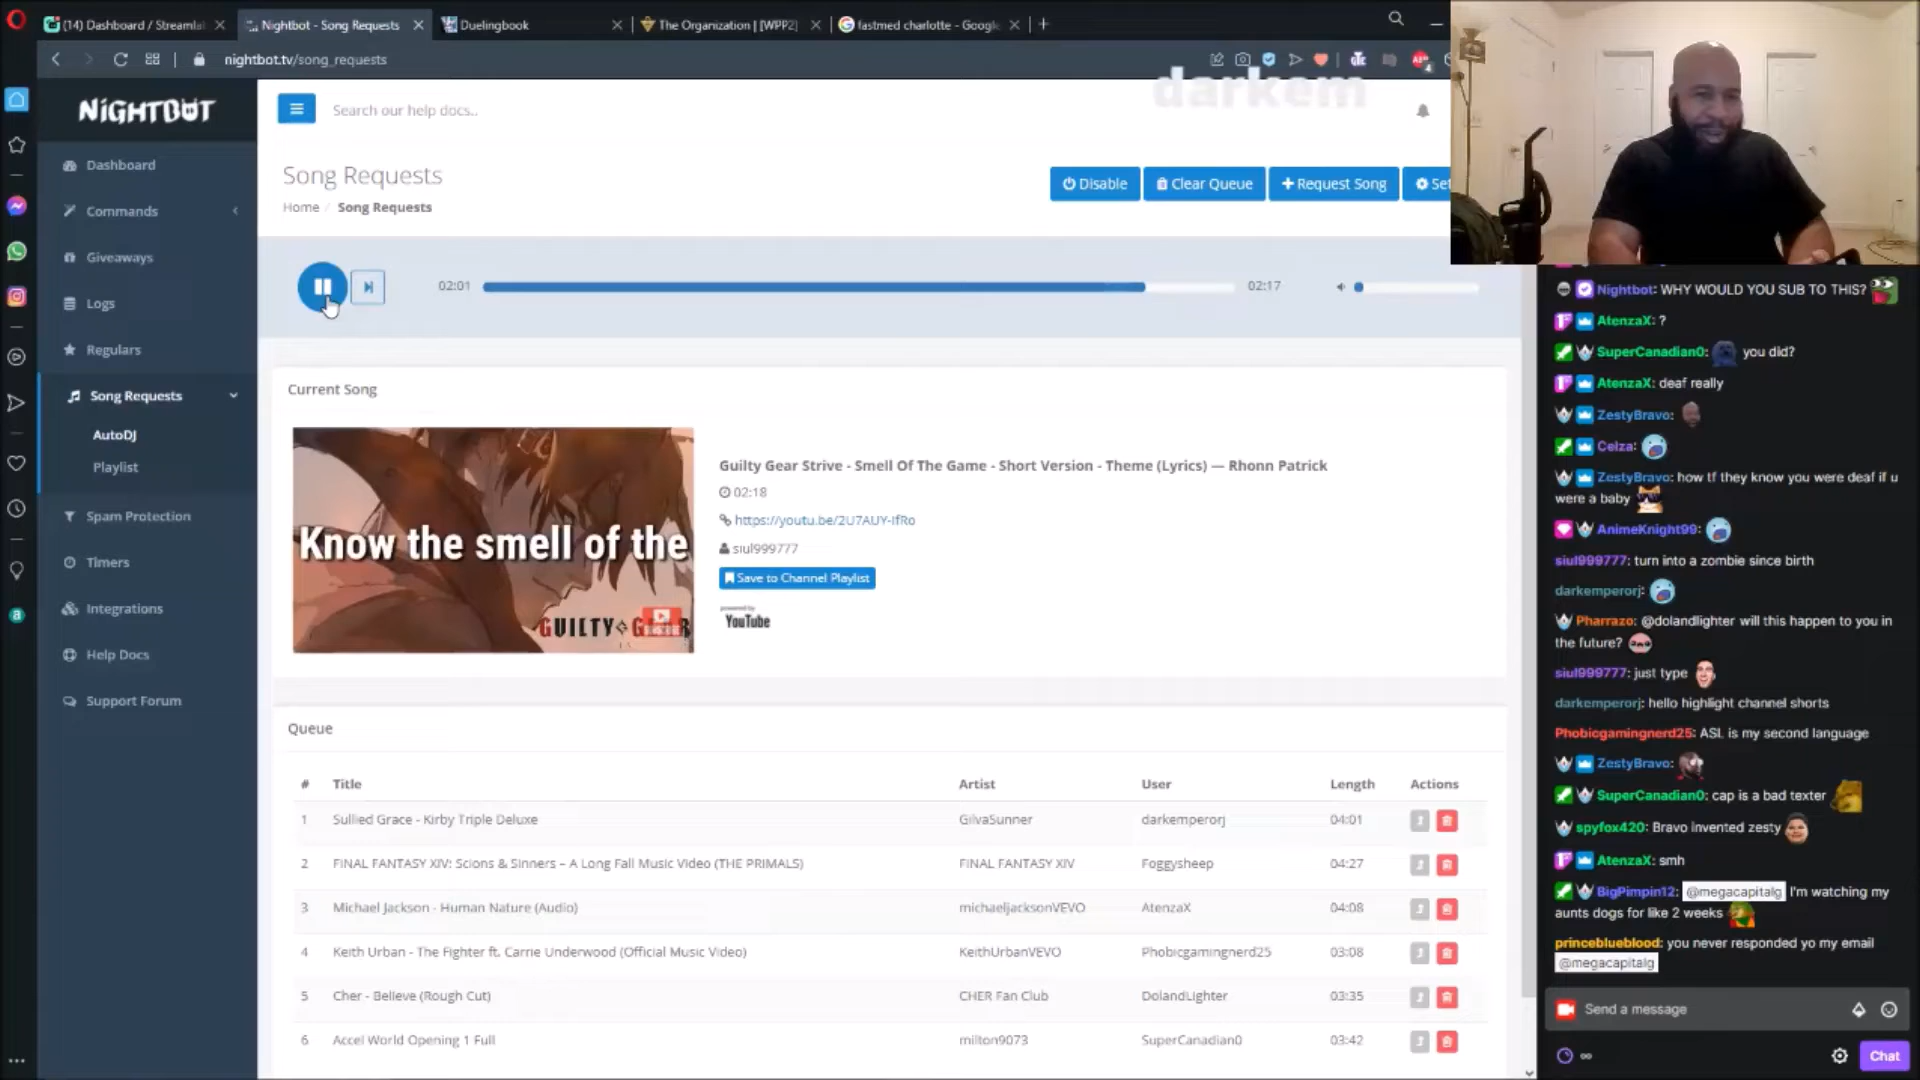 (14) Dashboard / Streamlab
Nightbot - Song Requests
Duelingbook
The Organization | [WPP2]
fastmed charlotte - Google
nightbot.tv/song_requests
darkem
NIGHTBOT
Search our help docs..
Dashboard
Commands
Giveaways
Logs
Regulars
Song Requests
AutoDJ
Playlist
Spam Protection
Timers
Integrations
Help Docs
Support Forum
Song Requests
Home / Song Requests
Disable
Clear Queue
+Request Song
Set
02:01
02:17
Current Song
Know the smell of the
GUILTY GEAR
Guilty Gear Strive - Smell Of The Game - Short Version - Theme (Lyrics) — Rhonn Patrick
02:18
https://youtu.be/2U7AUY-IfRo
siul999777
Save to Channel Playlist
powered by
YouTube
Queue
# Title Artist User Length Actions
1 Sullied Grace - Kirby Triple Deluxe GilvaSunner darkemperorj 04:01
2 FINAL FANTASY XIV: Scions & Sinners – A Long Fall Music Video (THE PRIMALS) FINAL FANTASY XIV Foggysheep 04:27
3 Michael Jackson - Human Nature (Audio) michaeljacksonVEVO AtenzaX 04:08
4 Keith Urban - The Fighter ft. Carrie Underwood (Official Music Video) KeithUrbanVEVO Phobicgamingnerd25 03:08
5 Cher - Believe (Rough Cut) CHER Fan Club DolandLighter 03:35
6 Accel World Opening 1 Full milton9073 SuperCanadian0 03:42
Nightbot: WHY WOULD YOU SUB TO THIS?
AtenzaX: ?
SuperCanadian0: you did?
AtenzaX: deaf really
ZestyBravo:
Celza:
ZestyBravo: how tf they know you were deaf if u
were a baby
AnimeKnight99:
siul999777: turn into a zombie since birth
darkemperorj:
Pharrazo: @dolandlighter will this happen to you in
the future?
siul999777: just type
darkemperorj: hello highlight channel shorts
Phobicgamingnerd25: ASL is my second language
ZestyBravo:
SuperCanadian0: cap is a bad texter
spyfox420: Bravo invented zesty
AtenzaX: smh
BigPimpin12: @megacapitalg I'm watching my
aunts dogs for like 2 weeks
princeblueblood: you never responded yo my email
@megacapitalg
Send a message
∞
Chat